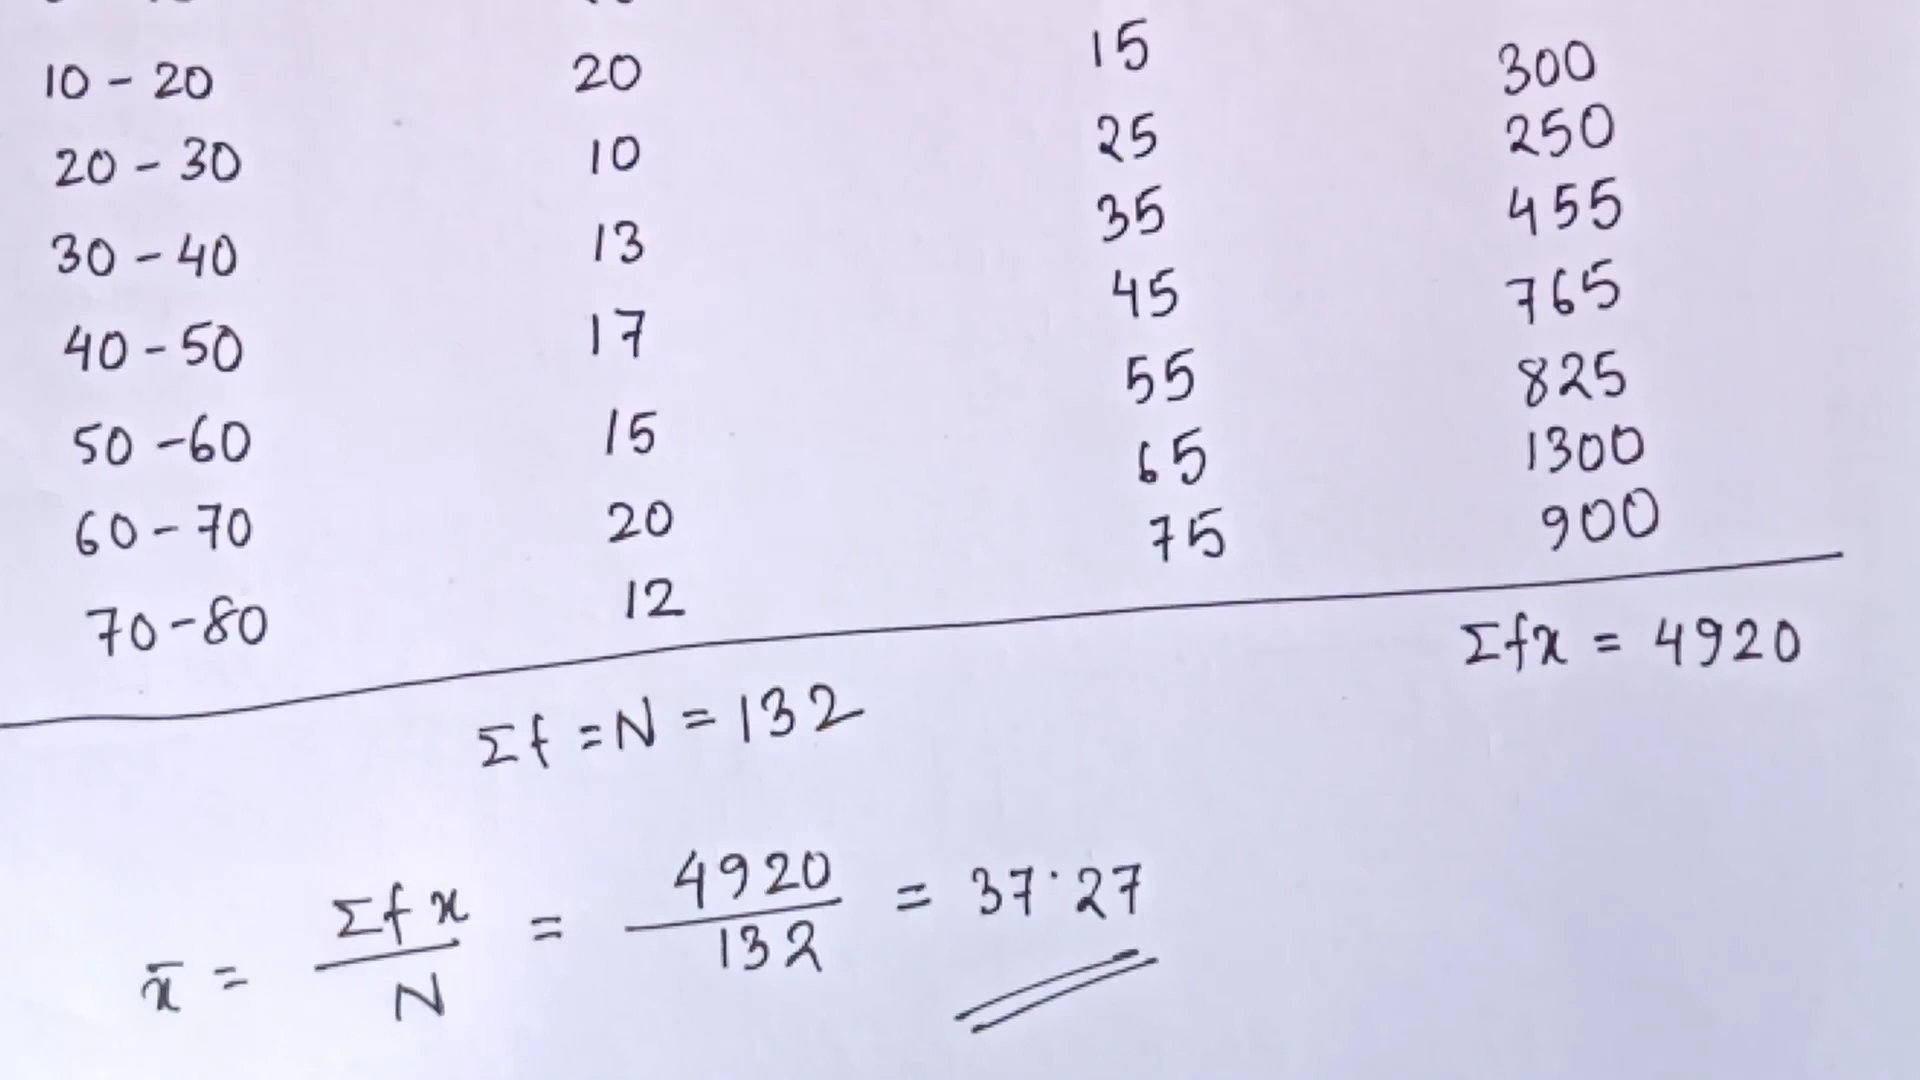 10 - 20 20 15 300
20 - 30 10 25 250
30 - 40 13 35 455
40 - 50 17 45 765
50 - 60 15 55 825
60 - 70 20 65 1300
70 - 80 12 75 900
Σf = N = 132 Σfx = 4920
x̄ = Σfx / N = 4920 / 132 = 37·27